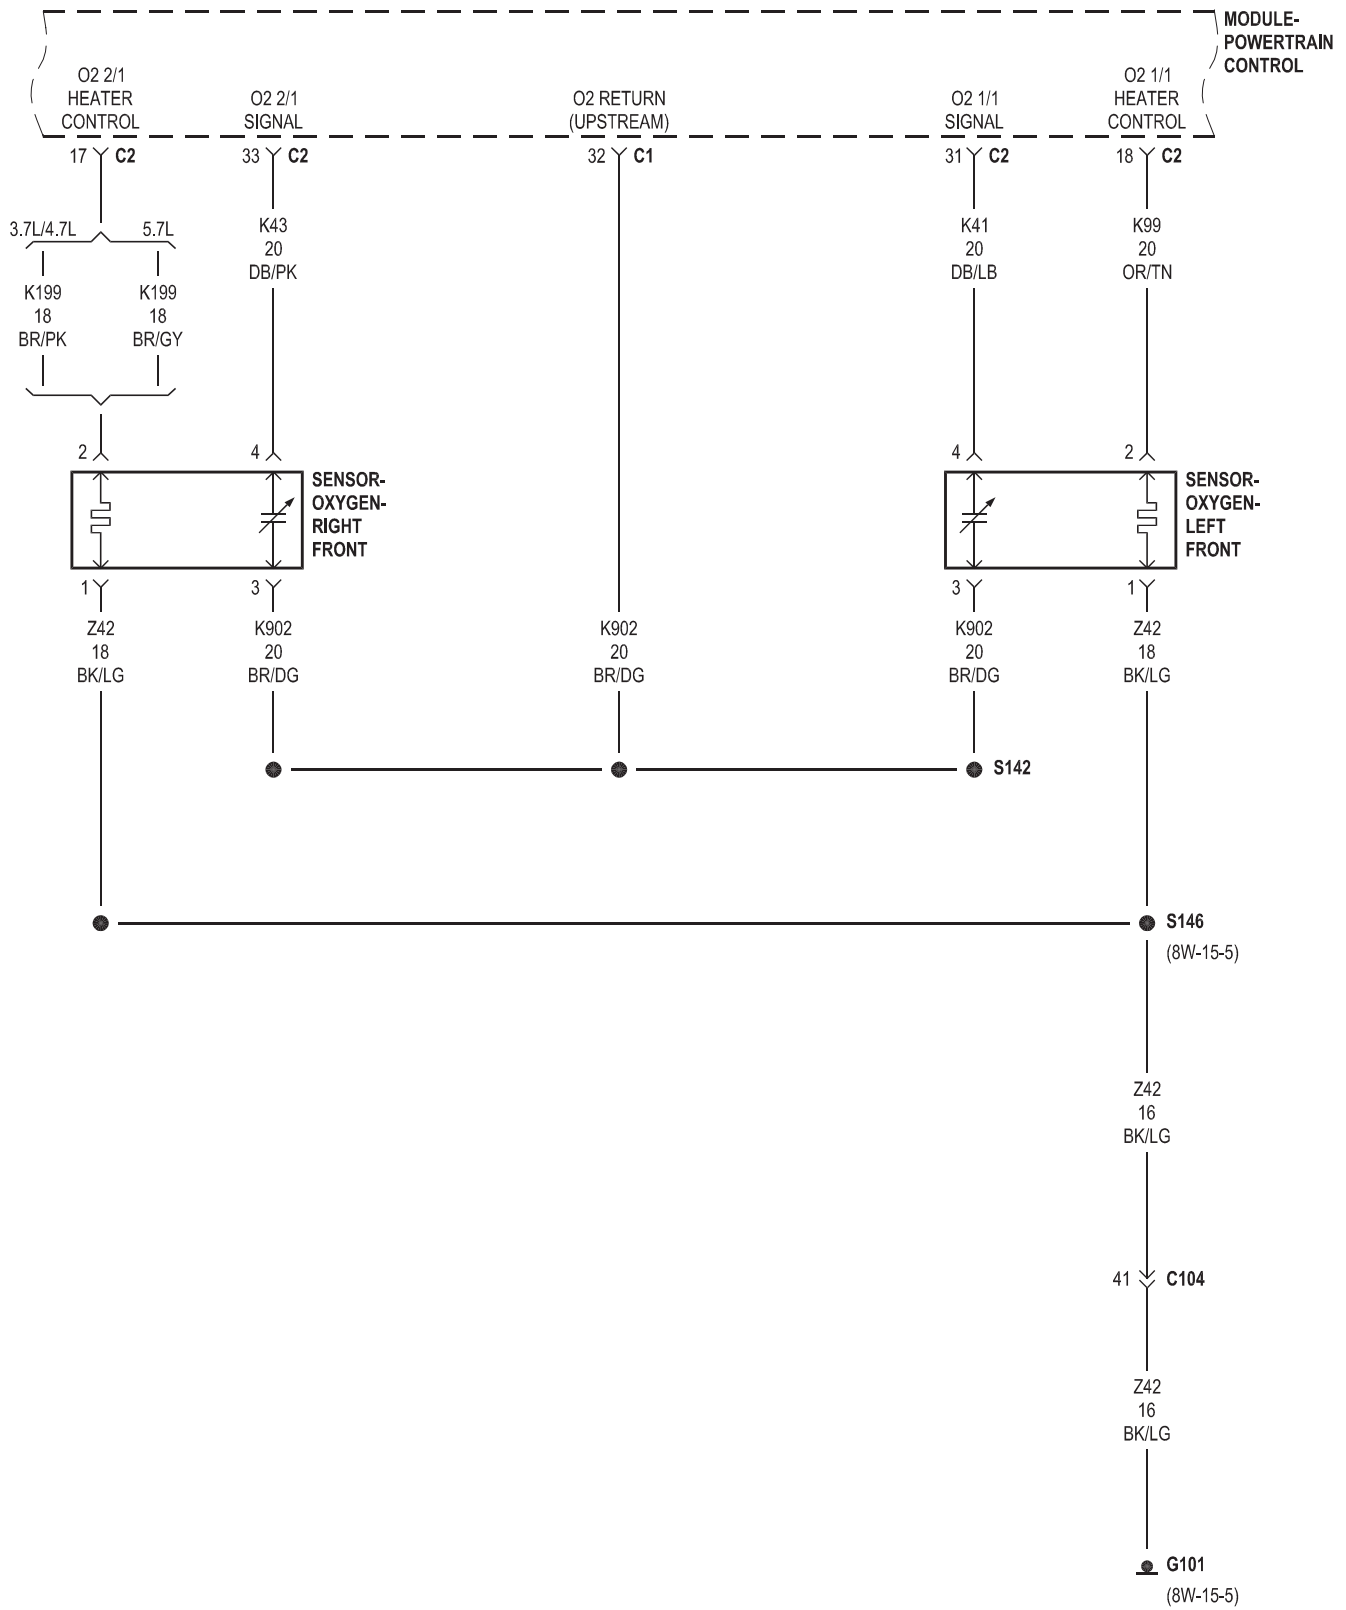 MODULE-
POWERTRAIN
CONTROL
O2 2/1
HEATER
CONTROL
O2 2/1
SIGNAL
O2 RETURN
(UPSTREAM)
O2 1/1
SIGNAL
O2 1/1
HEATER
CONTROL
17 C2
33 C2
32 C1
31 C2
18 C2
3.7L/4.7L
5.7L
K43
20
DB/PK
K41
20
DB/LB
K99
20
OR/TN
K199
18
BR/PK
K199
18
BR/GY
2
4
4
2
SENSOR-
OXYGEN-
RIGHT
FRONT
SENSOR-
OXYGEN-
LEFT
FRONT
1
3
3
1
Z42
18
BK/LG
K902
20
BR/DG
K902
20
BR/DG
K902
20
BR/DG
Z42
18
BK/LG
S142
S146
(8W-15-5)
Z42
16
BK/LG
41 C104
Z42
16
BK/LG
G101
(8W-15-5)